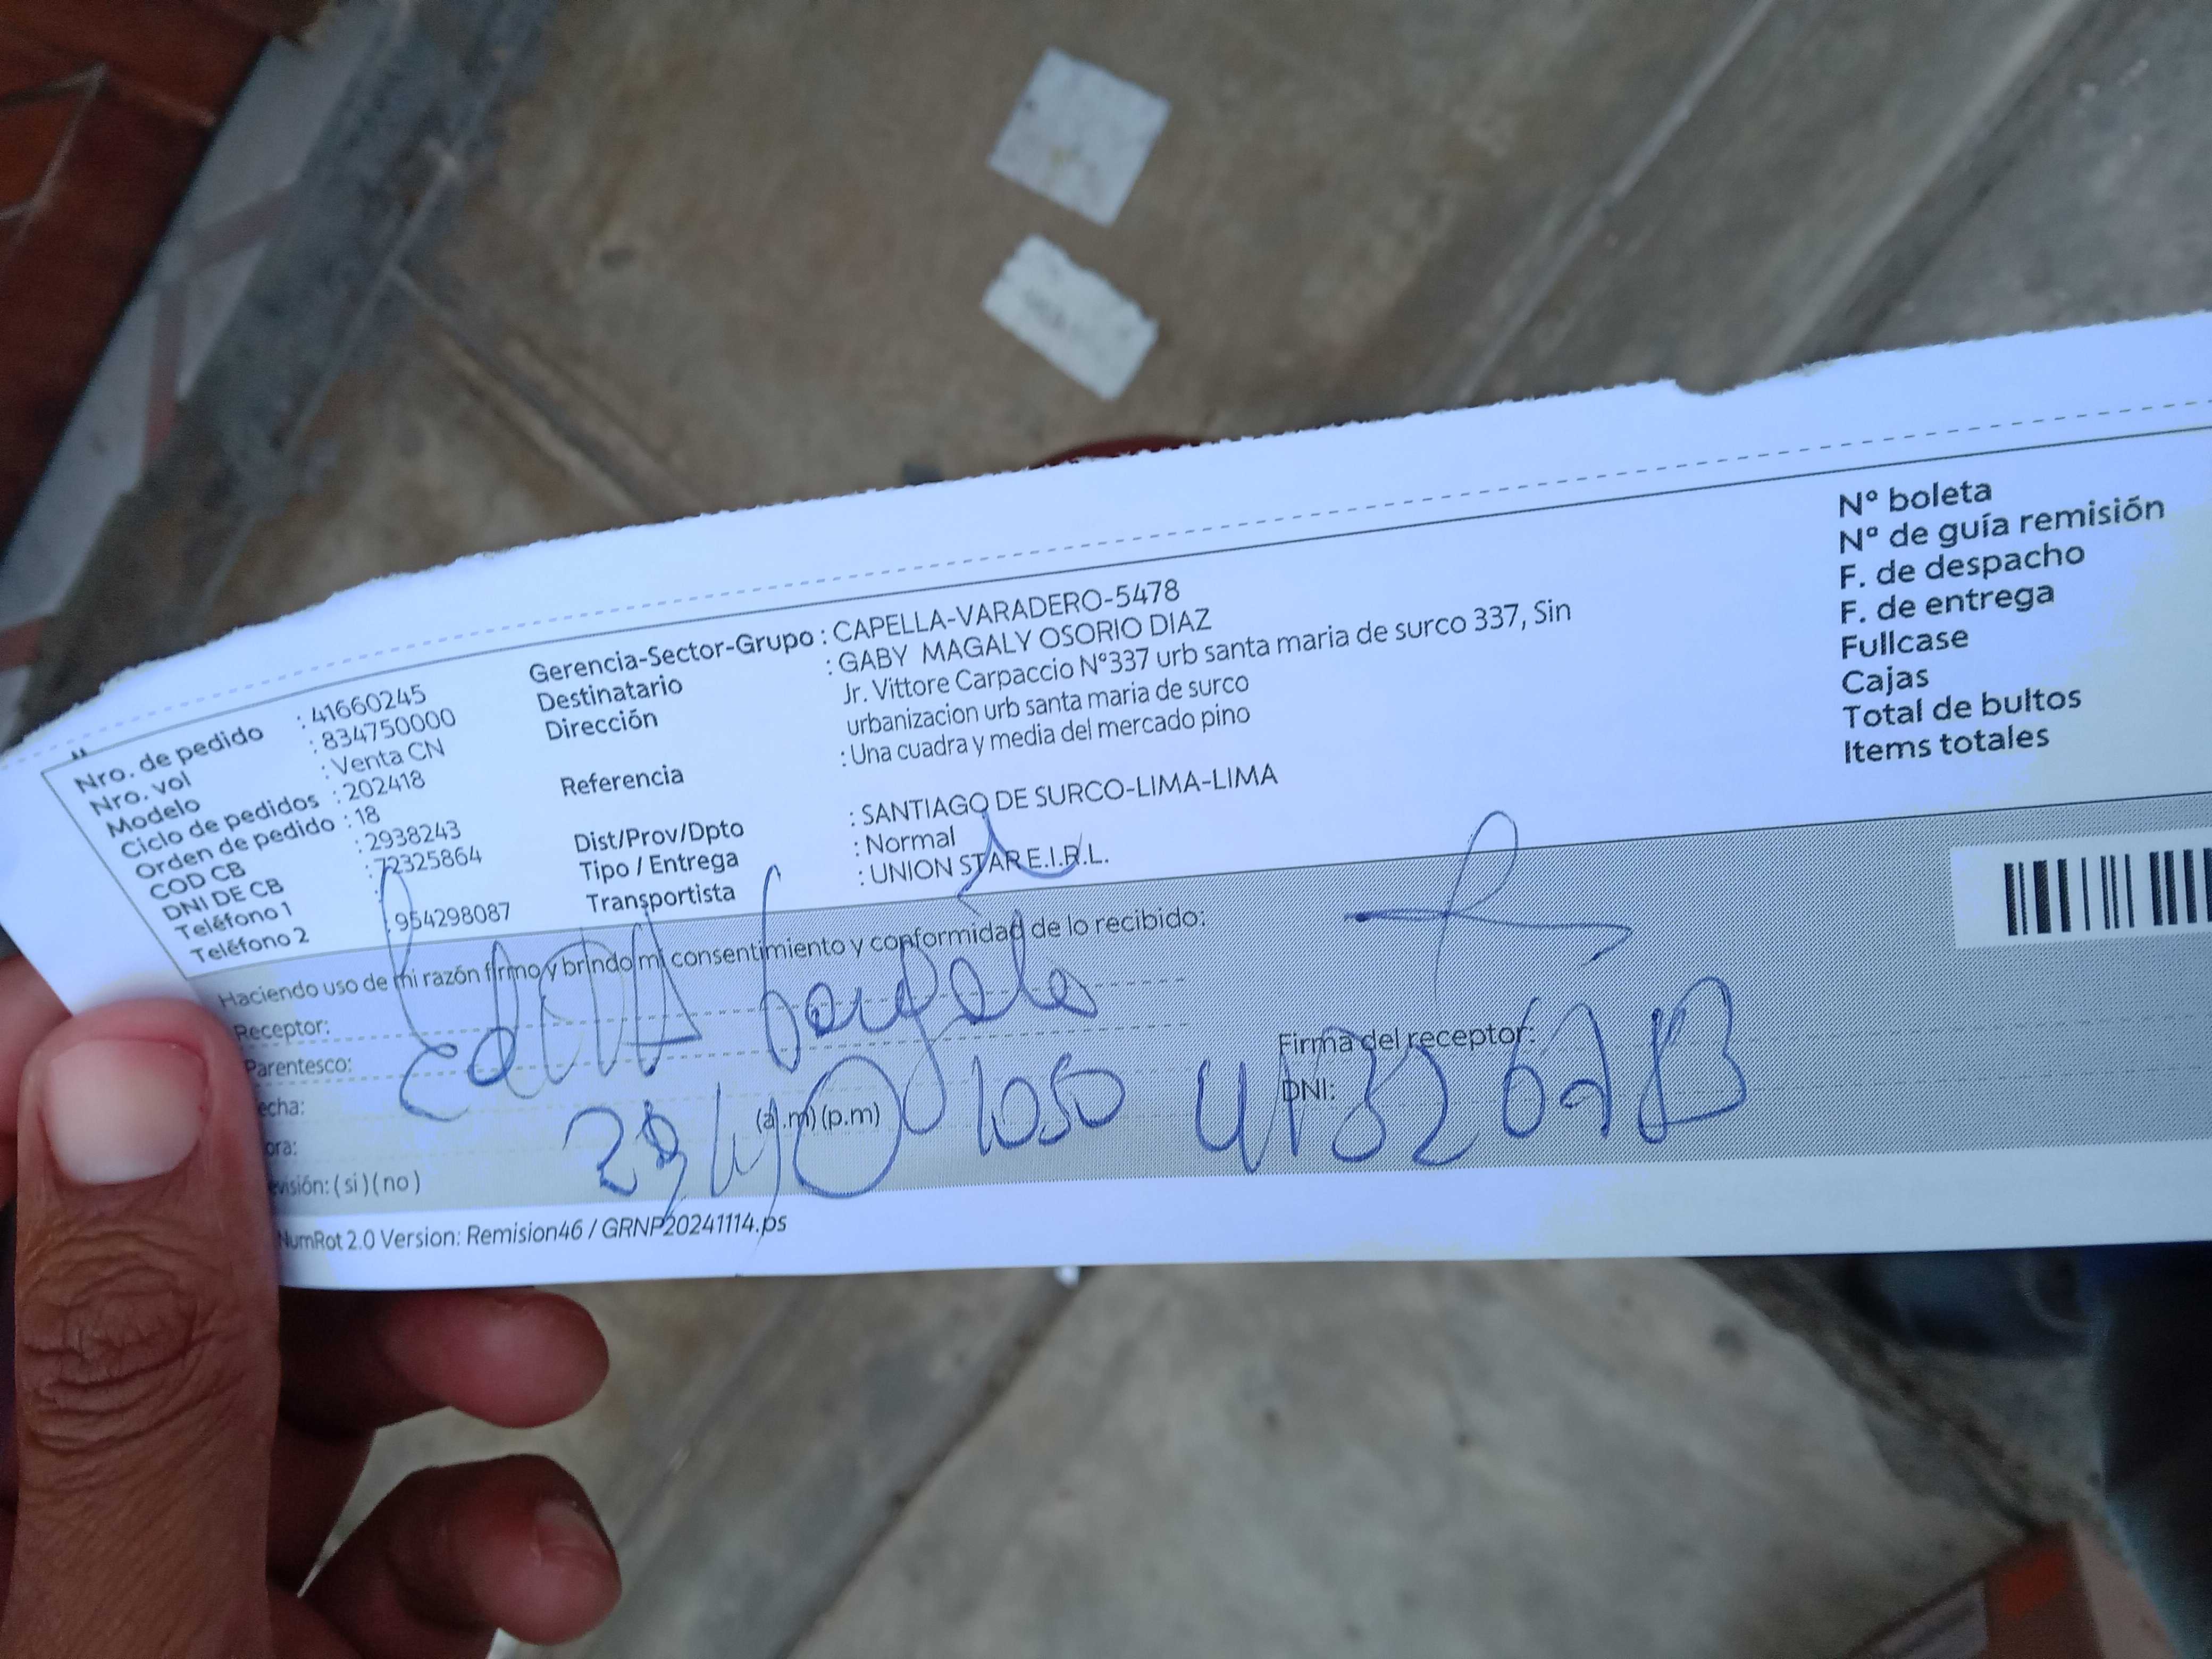 Nro. de pedido : 41660245
Nro. vol : 834750000
Modelo : Venta CN
Ciclo de pedidos : 202418
Orden de pedido : 18
COD CB : 2938243
DNI DE CB : 72325864
Teléfono 1 :
Teléfono 2 : 954298087
Gerencia-Sector-Grupo : CAPELLA-VARADERO-5478
Destinatario : GABY MAGALY OSORIO DIAZ
Dirección Jr. Vittore Carpaccio N°337 urb santa maria de surco 337, Sin
urbanizacion urb santa maria de surco
Referencia : Una cuadra y media del mercado pino
Dist/Prov/Dpto : SANTIAGO DE SURCO-LIMA-LIMA
Tipo / Entrega : Normal
Transportista : UNION STAR E.I.R.L.
N° boleta
N° de guía remisión
F. de despacho
F. de entrega
Fullcase
Cajas
Total de bultos
Items totales
Haciendo uso de mi razón firmo y brindo mi consentimiento y conformidad de lo recibido:
Receptor:
Parentesco:
echa:
ora: (a.m) (p.m) 1050
evisión: ( si ) ( no )
Firma del receptor:
DNI:
NumRot 2.0 Version: Remision46 / GRNP20241114.ps